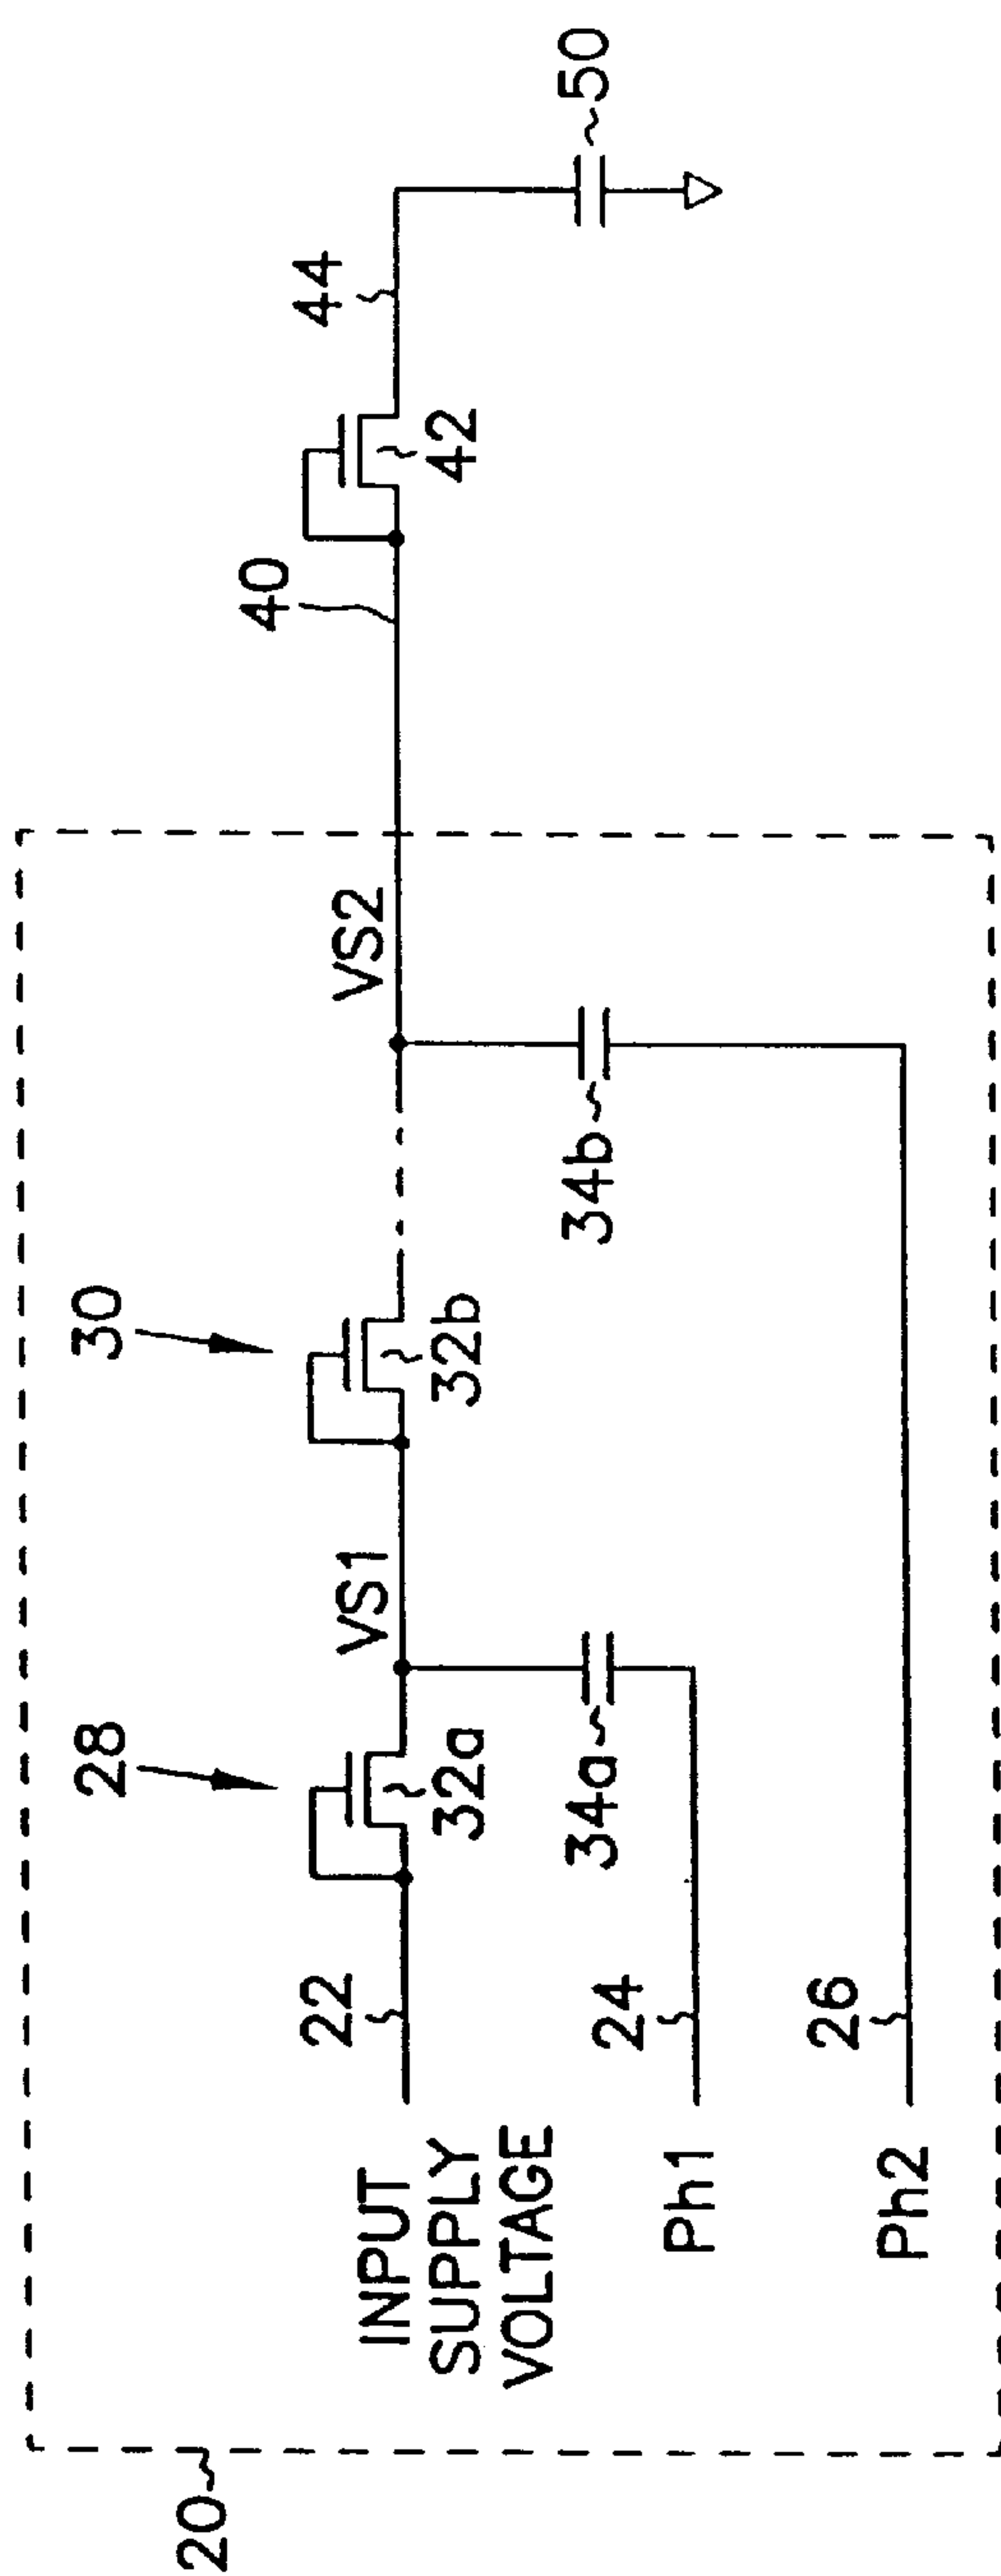 20
28
30
22
32a
VS1
32b
VS2
40
42
44
INPUT
SUPPLY
VOLTAGE
Ph1
24
34a
34b
50
Ph2
26